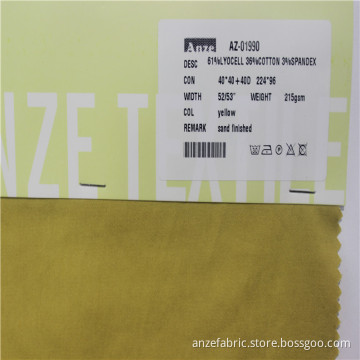 Anze AZ-01990
DESC 61%LYOCELL 36%COTTON 3%SPANDEX
CON 40*40+40D 224*96
WIDTH 52/53" WEIGHT 215gsm
COL yellow
REMARK sand finished
ANZE TEXTILE
anzefabric.store.bossgoo.com